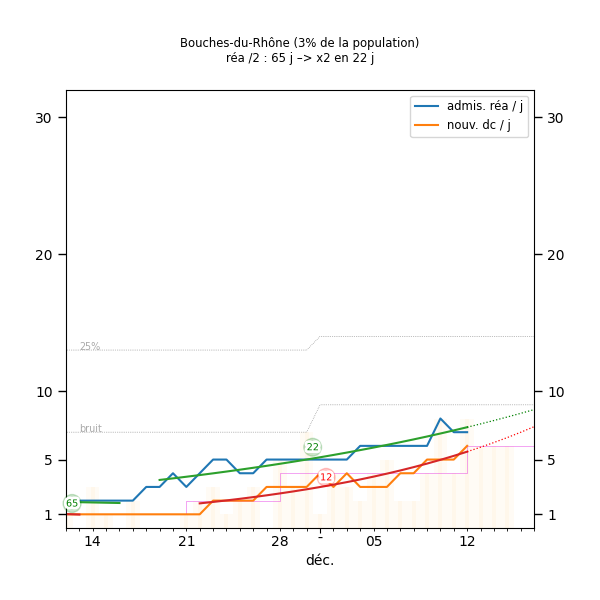 Bouches-du-Rhône (3% de la population)
réa /2 : 65 j –> x2 en 22 j
admis. réa / j
nouv. dc / j
30 30
20 20
25%
10 10
bruit
22
5 5
12
65
1 1
14 21 28 - 05 12
déc.